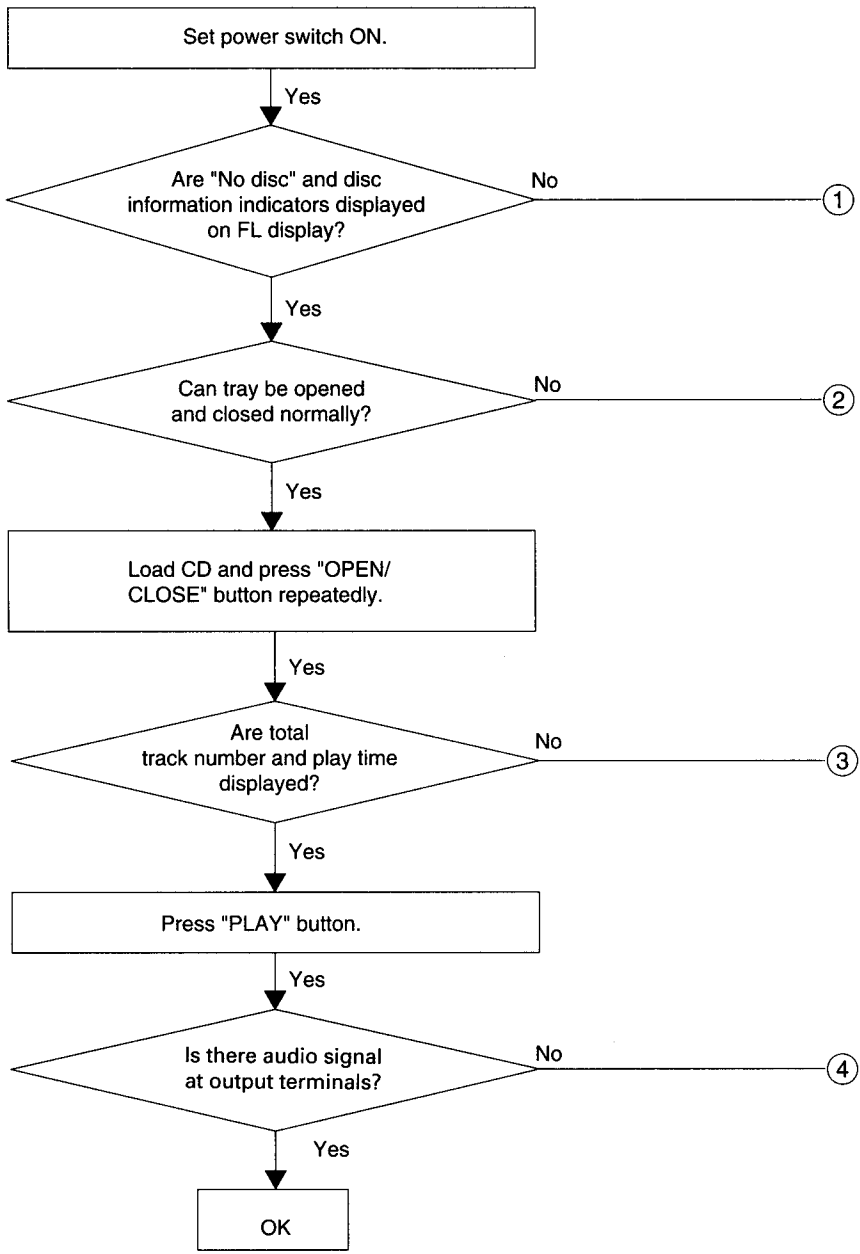 Set power switch ON.
Yes
Are "No disc" and disc
information indicators displayed
on FL display?
No
1
Yes
Can tray be opened
and closed normally?
No
2
Yes
Load CD and press "OPEN/
CLOSE" button repeatedly.
Yes
Are total
track number and play time
displayed?
No
3
Yes
Press "PLAY" button.
Yes
Is there audio signal
at output terminals?
No
4
Yes
OK